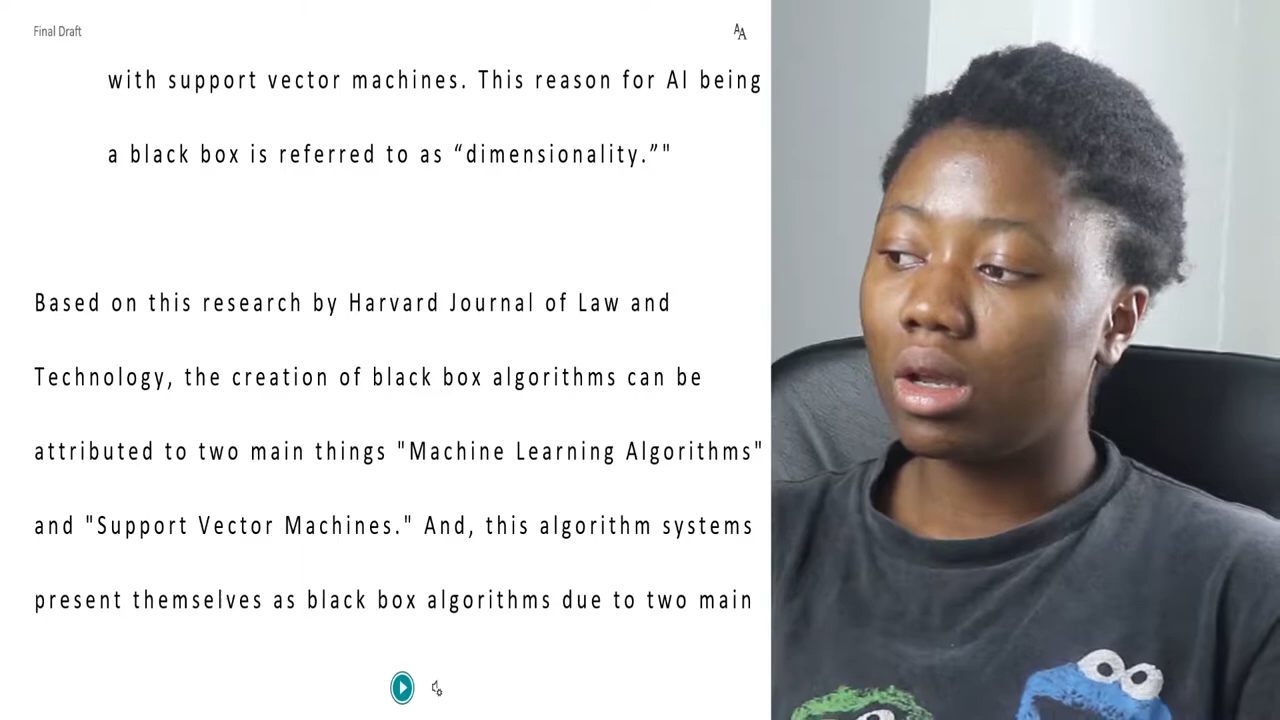 Final Draft
with support vector machines. This reason for AI being
a black box is referred to as “dimensionality.”"
Based on this research by Harvard Journal of Law and
Technology, the creation of black box algorithms can be
attributed to two main things "Machine Learning Algorithms"
and "Support Vector Machines." And, this algorithm systems
present themselves as black box algorithms due to two main